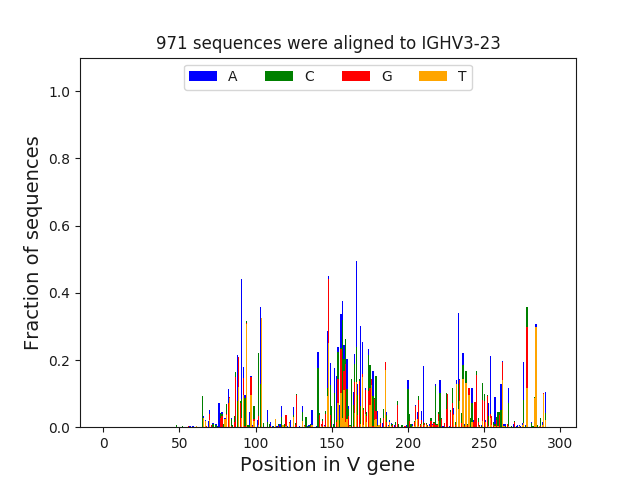 971 sequences were aligned to IGHV3-23
A C G T
Fraction of sequences
1.0
0.8
0.6
0.4
0.2
0.0
0 50 100 150 200 250 300
Position in V gene